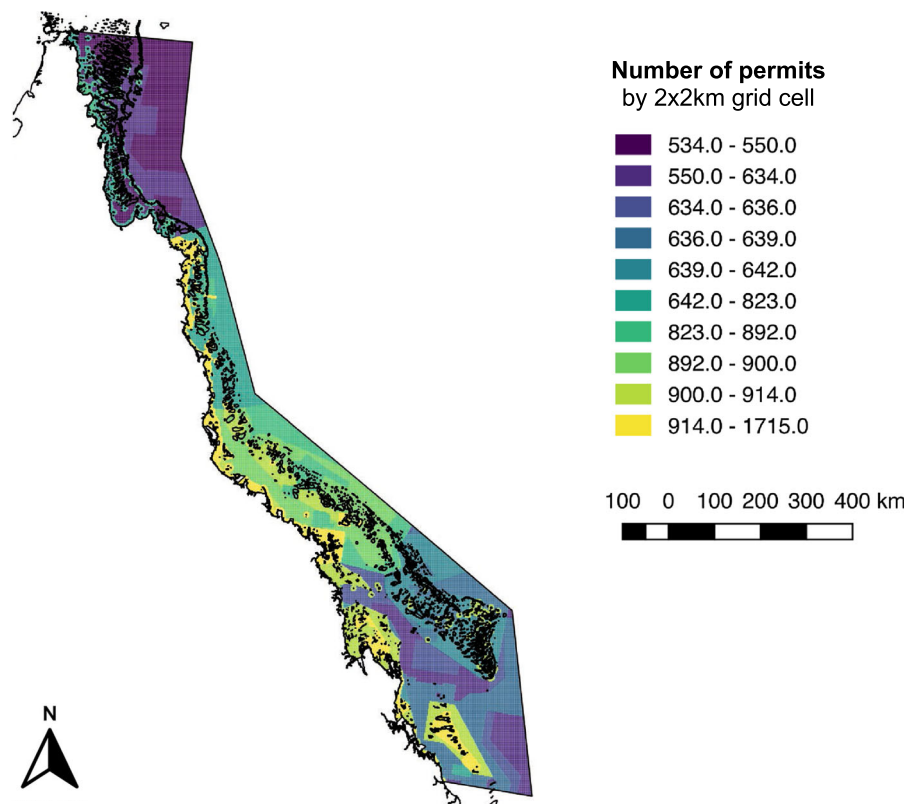 Number of permits
by 2x2km grid cell
534.0 - 550.0
550.0 - 634.0
634.0 - 636.0
636.0 - 639.0
639.0 - 642.0
642.0 - 823.0
823.0 - 892.0
892.0 - 900.0
900.0 - 914.0
914.0 - 1715.0
100 0 100 200 300 400 km
N